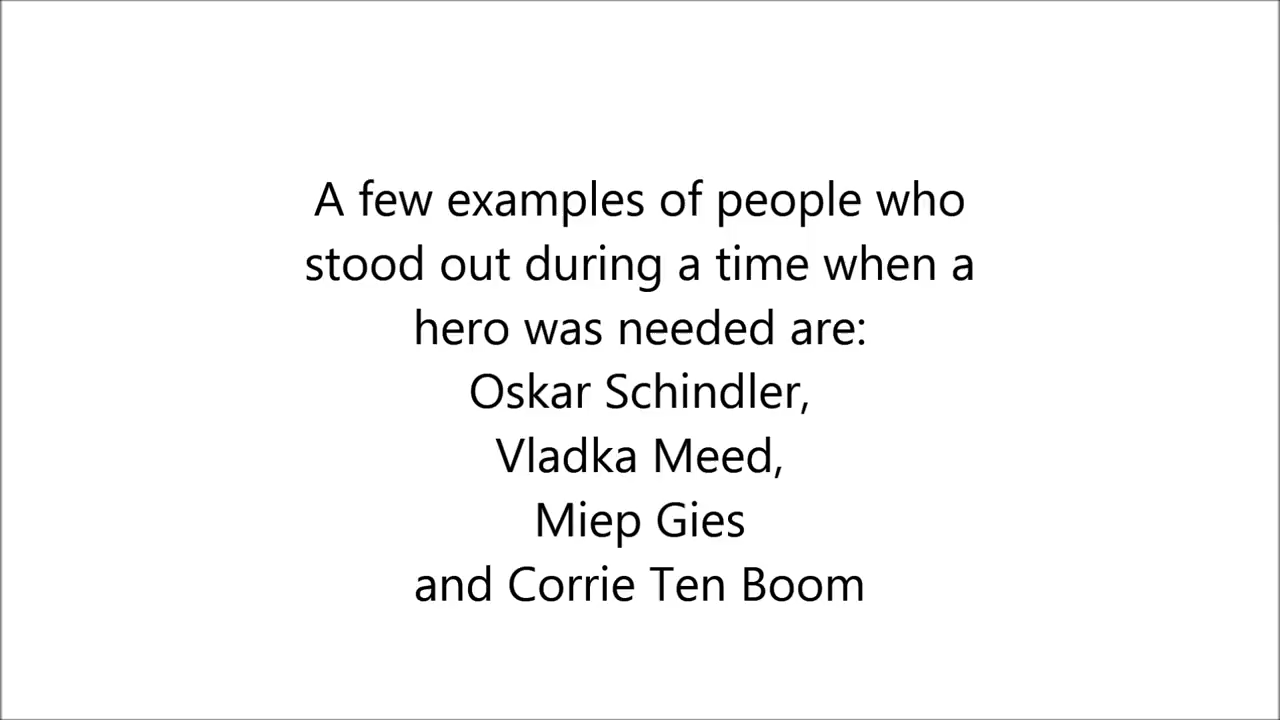 A few examples of people who
stood out during a time when a
hero was needed are:
Oskar Schindler,
Vladka Meed,
Miep Gies
and Corrie Ten Boom